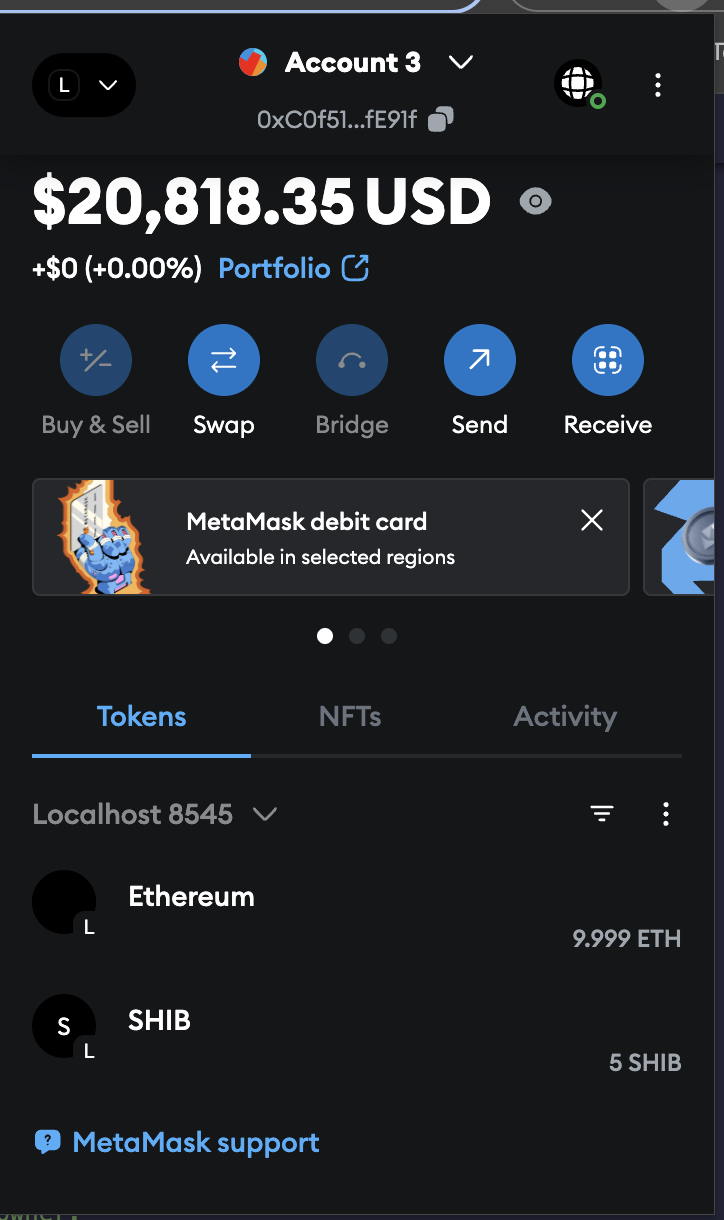 L
Account 3
0xC0f51...fE91f
$20,818.35 USD
+$0 (+0.00%) Portfolio
Buy & Sell
Swap
Bridge
Send
Receive
MetaMask debit card
Available in selected regions
Tokens
NFTs
Activity
Localhost 8545
Ethereum
L
9.999 ETH
S
SHIB
L
5 SHIB
MetaMask support